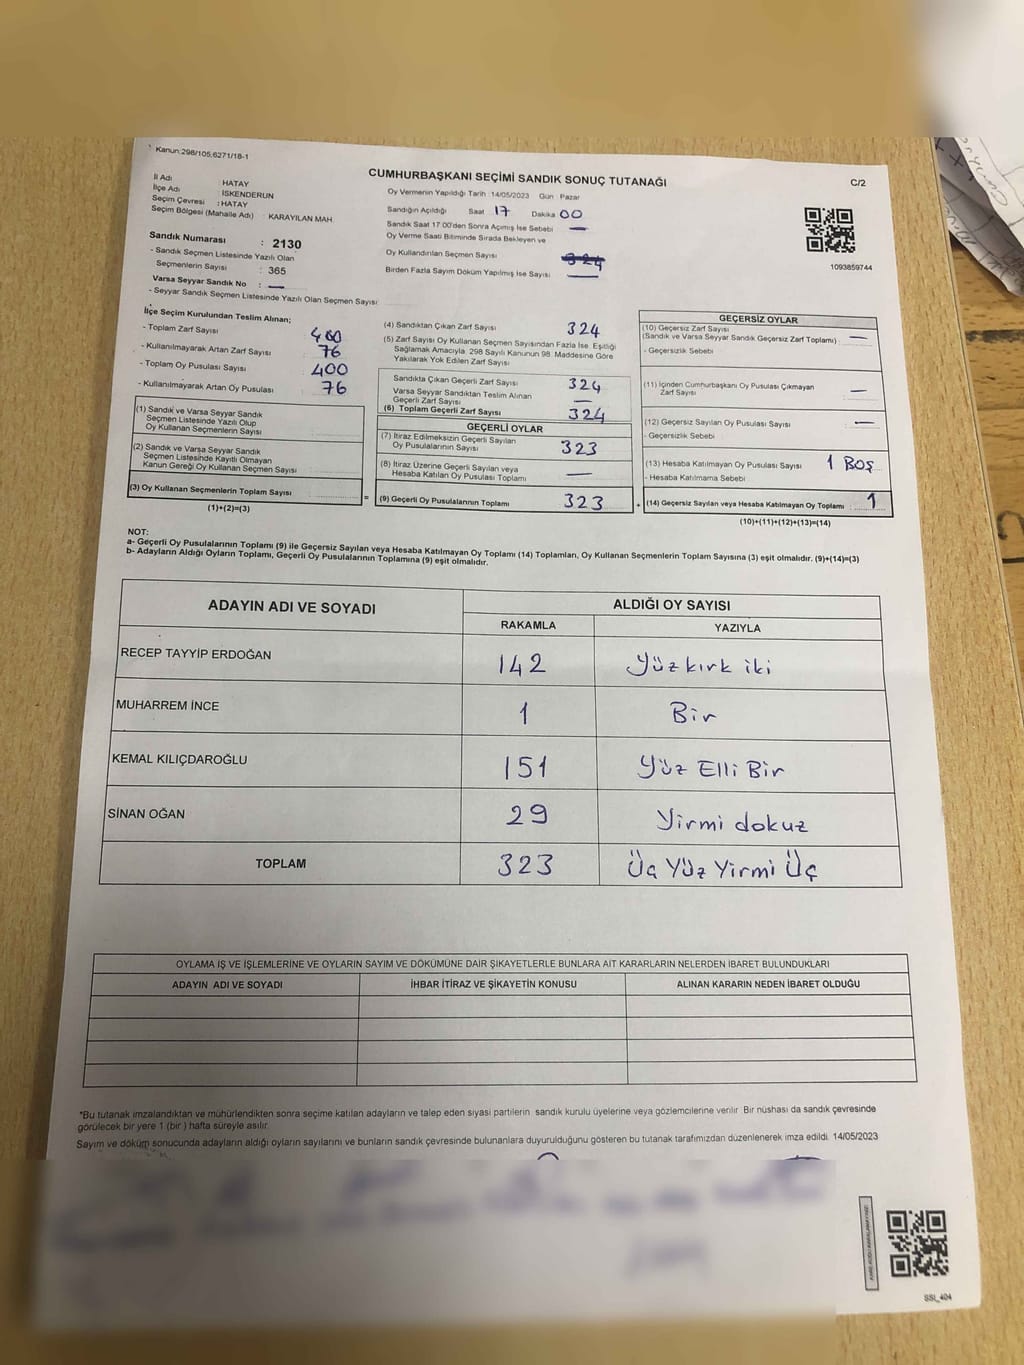 Kanun:298/105,6271/18-1
CUMHURBAŞKANI SEÇİMİ SANDIK SONUÇ TUTANAĞI
C/2
İl Adı : HATAY
İlçe Adı : İSKENDERUN
Seçim Çevresi : HATAY
Seçim Bölgesi (Mahalle Adı) : KARAYILAN MAH.
Sandık Numarası : 2130
- Sandık Seçmen Listesinde Yazılı Olan
Seçmenlerin Sayısı : 365
Varsa Seyyar Sandık No : —
- Seyyar Sandık Seçmen Listesinde Yazılı Olan Seçmen Sayısı
Oy Vermenin Yapıldığı Tarih : 14/05/2023 Gün : Pazar
Sandığın Açıldığı Saat 17 Dakika 00
Sandık Saat 17:00'den Sonra Açılmış İse Sebebi —
Oy Verme Saati Bitiminde Sırada Bekleyen ve
Oy Kullandırılan Seçmen Sayısı 324
Birden Fazla Sayım Döküm Yapılmış İse Sayısı —
1093859744
İlçe Seçim Kurulundan Teslim Alınan;
- Toplam Zarf Sayısı 400
- Kullanılmayarak Artan Zarf Sayısı 76
- Toplam Oy Pusulası Sayısı 400
- Kullanılmayarak Artan Oy Pusulası 76
(1) Sandık ve Varsa Seyyar Sandık
Seçmen Listesinde Yazılı Olup
Oy Kullanan Seçmenlerin Sayısı
(2) Sandık ve Varsa Seyyar Sandık
Seçmen Listesinde Kayıtlı Olmayan
Kanun Gereği Oy Kullanan Seçmen Sayısı
(3) Oy Kullanan Seçmenlerin Toplam Sayısı =
(1)+(2)=(3)
(4) Sandıktan Çıkan Zarf Sayısı 324
(5) Zarf Sayısı Oy Kullanan Seçmen Sayısından Fazla İse, Eşitliği
Sağlamak Amacıyla 298 Sayılı Kanunun 98. Maddesine Göre
Yakılarak Yok Edilen Zarf Sayısı
Sandıkta Çıkan Geçerli Zarf Sayısı 324
Varsa Seyyar Sandıktan Teslim Alınan
Geçerli Zarf Sayısı —
(6) Toplam Geçerli Zarf Sayısı 324
GEÇERLİ OYLAR
(7) İtiraz Edilmeksizin Geçerli Sayılan
Oy Pusulalarının Sayısı 323
(8) İtiraz Üzerine Geçerli Sayılan veya
Hesaba Katılan Oy Pusulası Toplamı —
(9) Geçerli Oy Pusulalarının Toplamı 323 +
GEÇERSİZ OYLAR
(10) Geçersiz Zarf Sayısı
(Sandık ve Varsa Seyyar Sandık Geçersiz Zarf Toplamı) —
- Geçersizlik Sebebi
(11) İçinden Cumhurbaşkanı Oy Pusulası Çıkmayan
Zarf Sayısı —
(12) Geçersiz Sayılan Oy Pusulası Sayısı —
- Geçersizlik Sebebi
(13) Hesaba Katılmayan Oy Pusulası Sayısı 1 BOŞ
- Hesaba Katılmama Sebebi
(14) Geçersiz Sayılan veya Hesaba Katılmayan Oy Toplamı : 1
(10)+(11)+(12)+(13)=(14)
NOT:
a- Geçerli Oy Pusulalarının Toplamı (9) ile Geçersiz Sayılan veya Hesaba Katılmayan Oy Toplamı (14) Toplamları, Oy Kullanan Seçmenlerin Toplam Sayısına (3) eşit olmalıdır. (9)+(14)=(3)
b- Adayların Aldığı Oyların Toplamı, Geçerli Oy Pusulalarının Toplamına (9) eşit olmalıdır.
ADAYIN ADI VE SOYADI ALDIĞI OY SAYISI
RAKAMLA YAZIYLA
RECEP TAYYİP ERDOĞAN 142 Yüzkırk iki
MUHARREM İNCE 1 Bir
KEMAL KILIÇDAROĞLU 151 Yüz Elli Bir
SİNAN OĞAN 29 Yirmi dokuz
TOPLAM 323 Üç Yüz Yirmi Üç
OYLAMA İŞ VE İŞLEMLERİNE VE OYLARIN SAYIM VE DÖKÜMÜNE DAİR ŞİKAYETLERLE BUNLARA AİT KARARLARIN NELERDEN İBARET BULUNDUKLARI
ADAYIN ADI VE SOYADI İHBAR İTİRAZ VE ŞİKAYETİN KONUSU ALINAN KARARIN NEDEN İBARET OLDUĞU
*Bu tutanak imzalandıktan ve mühürlendikten sonra seçime katılan adayların ve talep eden siyasi partilerin sandık kurulu üyelerine veya gözlemcilerine verilir. Bir nüshası da sandık çevresinde
görülecek bir yere 1 (bir) hafta süreyle asılır.
Sayım ve döküm sonucunda adayların aldığı oyların sayılarını ve bunların sandık çevresinde bulunanlara duyurulduğunu gösteren bu tutanak tarafımızdan düzenlenerek imza edildi. 14/05/2023
SSI_404